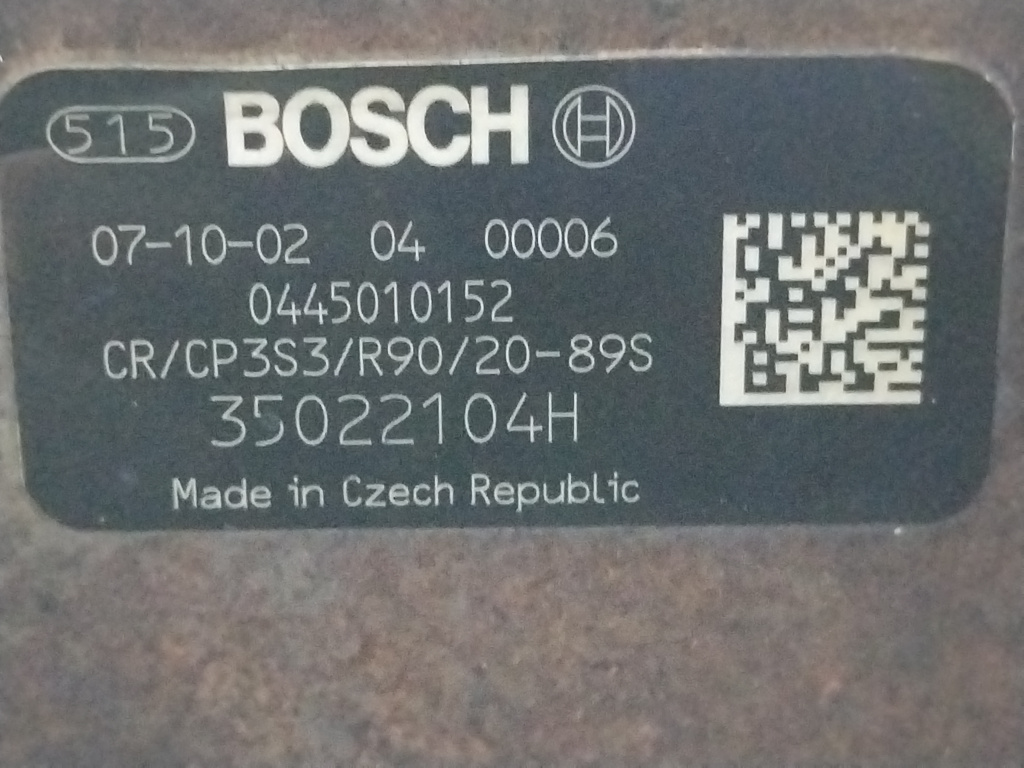 515 BOSCH
07-10-02 04 00006
0445010152
CR/CP3S3/R90/20-89S
35022104H
Made in Czech Republic